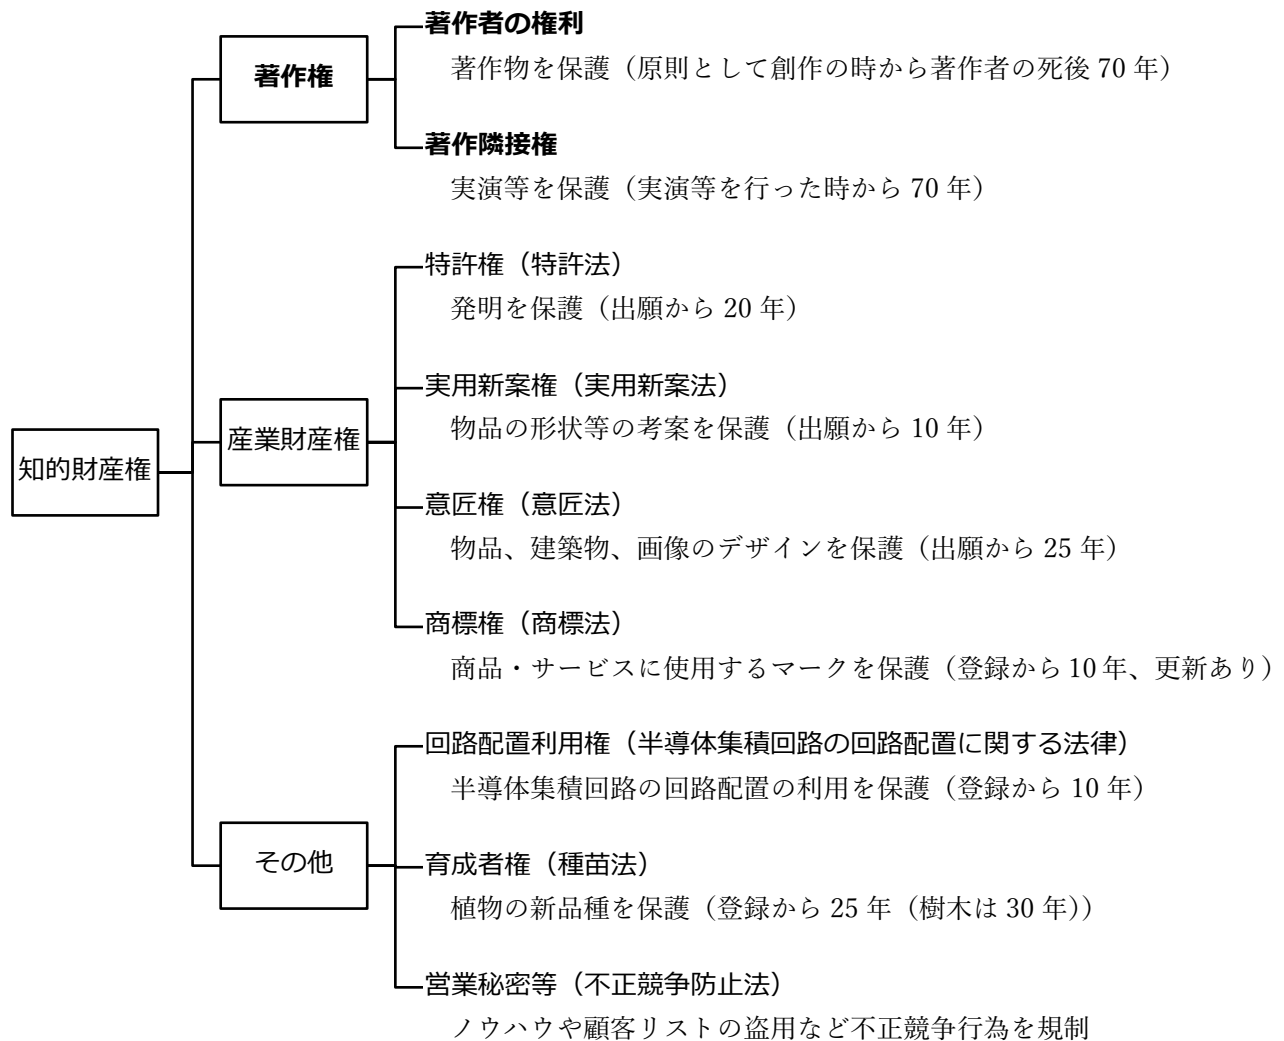 知的財産権
著作権
著作者の権利
著作物を保護（原則として創作の時から著作者の死後 70 年）
著作隣接権
実演等を保護（実演等を行った時から 70 年）
産業財産権
特許権（特許法）
発明を保護（出願から 20 年）
実用新案権（実用新案法）
物品の形状等の考案を保護（出願から 10 年）
意匠権（意匠法）
物品、建築物、画像のデザインを保護（出願から 25 年）
商標権（商標法）
商品・サービスに使用するマークを保護（登録から 10 年、更新あり）
その他
回路配置利用権（半導体集積回路の回路配置に関する法律）
半導体集積回路の回路配置の利用を保護（登録から 10 年）
育成者権（種苗法）
植物の新品種を保護（登録から 25 年（樹木は 30 年））
営業秘密等（不正競争防止法）
ノウハウや顧客リストの盗用など不正競争行為を規制